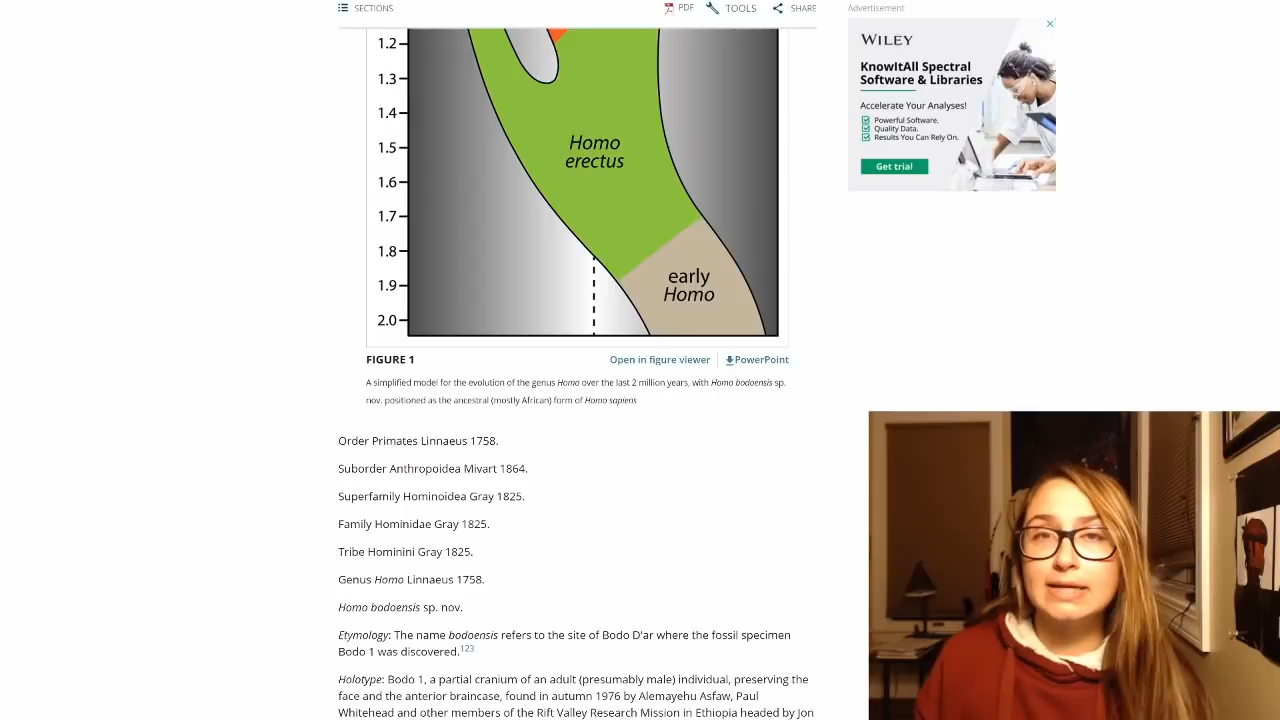 SECTIONS
PDF
TOOLS
SHARE
1.2
1.3
1.4
1.5
1.6
1.7
1.8
1.9
2.0
Homo
erectus
early
Homo
FIGURE 1
Open in figure viewer
PowerPoint
A simplified model for the evolution of the genus Homo over the last 2 million years, with Homo bodoensis sp.
nov. positioned as the ancestral (mostly African) form of Homo sapiens
Order Primates Linnaeus 1758.
Suborder Anthropoidea Mivart 1864.
Superfamily Hominoidea Gray 1825.
Family Hominidae Gray 1825.
Tribe Hominini Gray 1825.
Genus Homo Linnaeus 1758.
Homo bodoensis sp. nov.
Etymology: The name bodoensis refers to the site of Bodo D'ar where the fossil specimen
Bodo 1 was discovered.123
Holotype: Bodo 1, a partial cranium of an adult (presumably male) individual, preserving the
face and the anterior braincase, found in autumn 1976 by Alemayehu Asfaw, Paul
Whitehead and other members of the Rift Valley Research Mission in Ethiopia headed by Jon
Advertisement
WILEY
KnowItAll Spectral
Software & Libraries
Accelerate Your Analyses!
Powerful Software.
Quality Data.
Results You Can Rely On.
Get trial